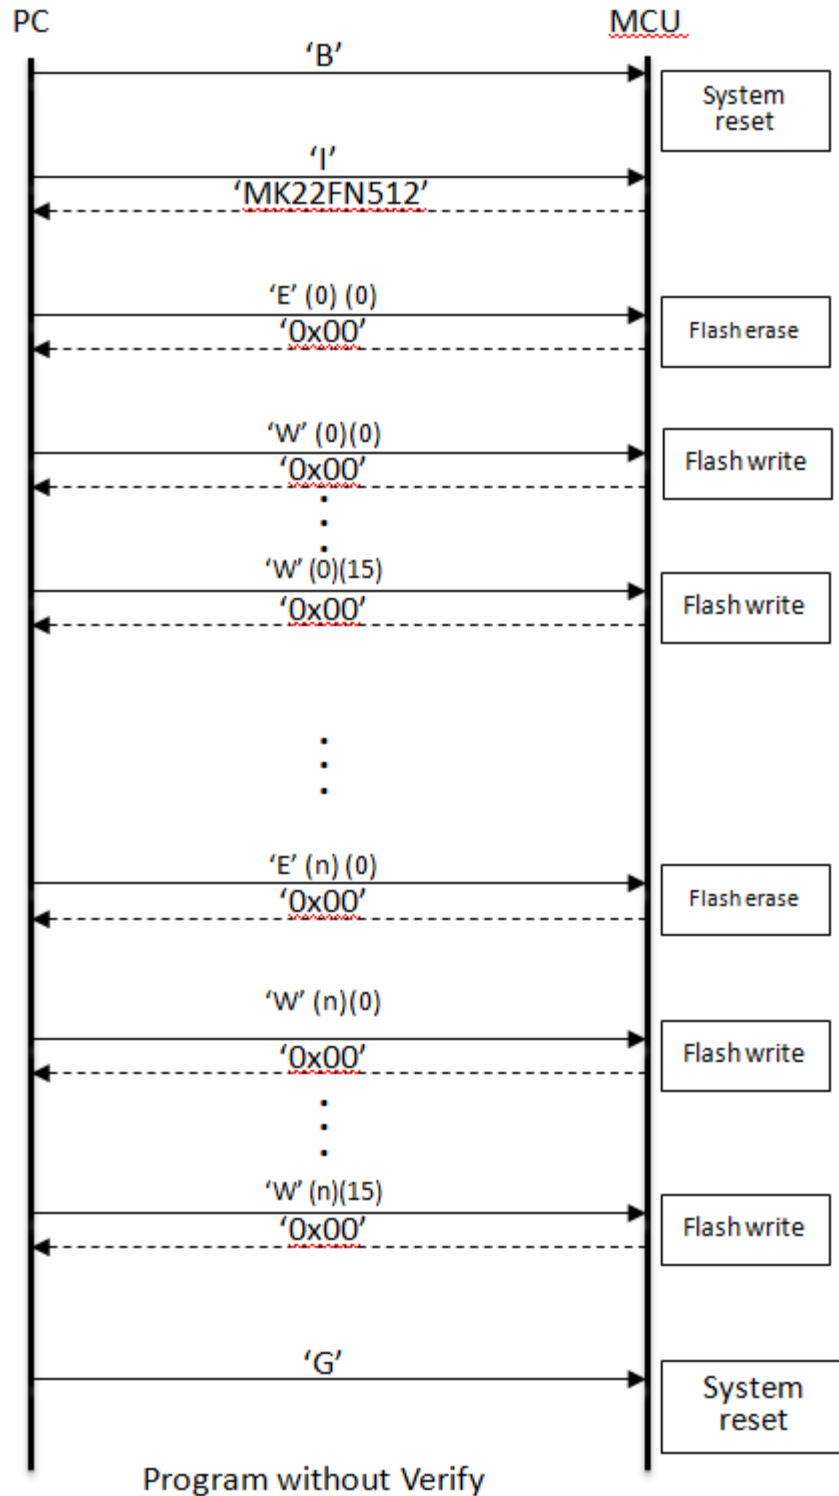 PC
MCU
‘B’
System
reset
‘I’
‘MK22FN512’
‘E’ (0) (0)
‘0x00’
Flash erase
‘W’ (0)(0)
‘0x00’
Flash write
‘W’ (0)(15)
‘0x00’
Flash write
‘E’ (n) (0)
‘0x00’
Flash erase
‘W’ (n)(0)
‘0x00’
Flash write
‘W’ (n)(15)
‘0x00’
Flash write
‘G’
System
reset
Program without Verify